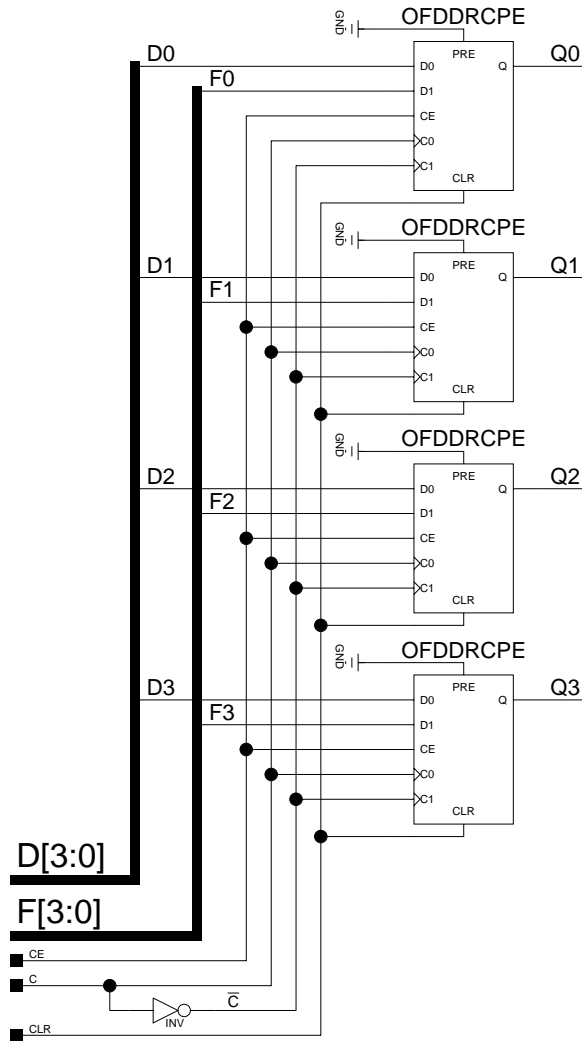 GND OFDDRCPE
D0 PRE Q0
D0 Q
F0 D1
CE
C0
C1
CLR
GND OFDDRCPE
D1 PRE Q1
D0 Q
F1 D1
CE
C0
C1
CLR
GND OFDDRCPE
D2 PRE Q2
D0 Q
F2 D1
CE
C0
C1
CLR
GND OFDDRCPE
D3 PRE Q3
D0 Q
F3 D1
CE
C0
C1
CLR
D[3:0]
F[3:0]
CE
C
C̅
INV
CLR